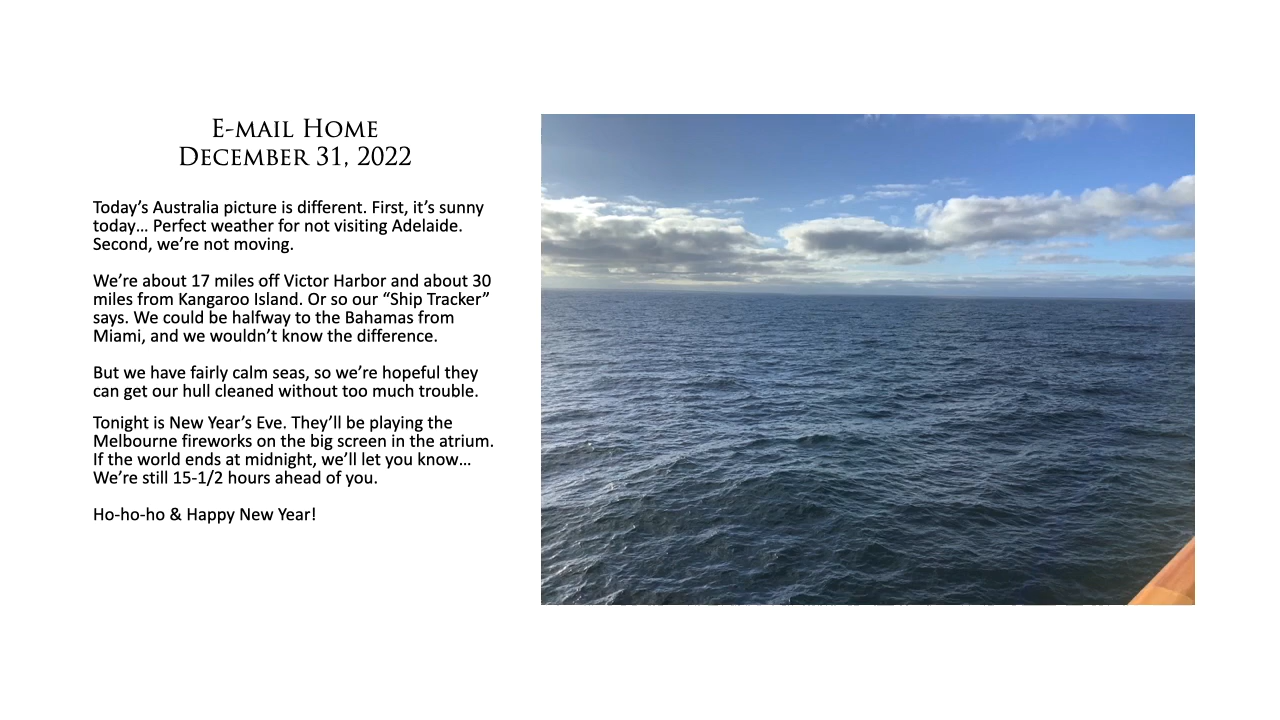 E-mail Home
December 31, 2022
Today’s Australia picture is different. First, it’s sunny
today… Perfect weather for not visiting Adelaide.
Second, we’re not moving.
We’re about 17 miles off Victor Harbor and about 30
miles from Kangaroo Island. Or so our “Ship Tracker”
says. We could be halfway to the Bahamas from
Miami, and we wouldn’t know the difference.
But we have fairly calm seas, so we’re hopeful they
can get our hull cleaned without too much trouble.
Tonight is New Year’s Eve. They’ll be playing the
Melbourne fireworks on the big screen in the atrium.
If the world ends at midnight, we’ll let you know…
We’re still 15-1/2 hours ahead of you.
Ho-ho-ho & Happy New Year!